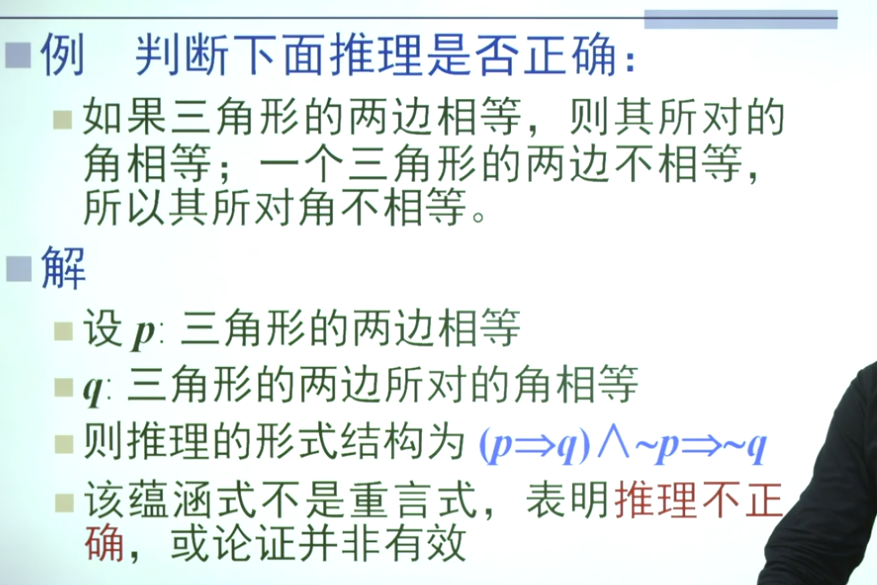 例 判断下面推理是否正确：
如果三角形的两边相等，则其所对的
角相等；一个三角形的两边不相等，
所以其所对角不相等。
解
设 p: 三角形的两边相等
q: 三角形的两边所对的角相等
则推理的形式结构为 (p⇒q)∧~p⇒~q
该蕴涵式不是重言式，表明推理不正
确，或论证并非有效